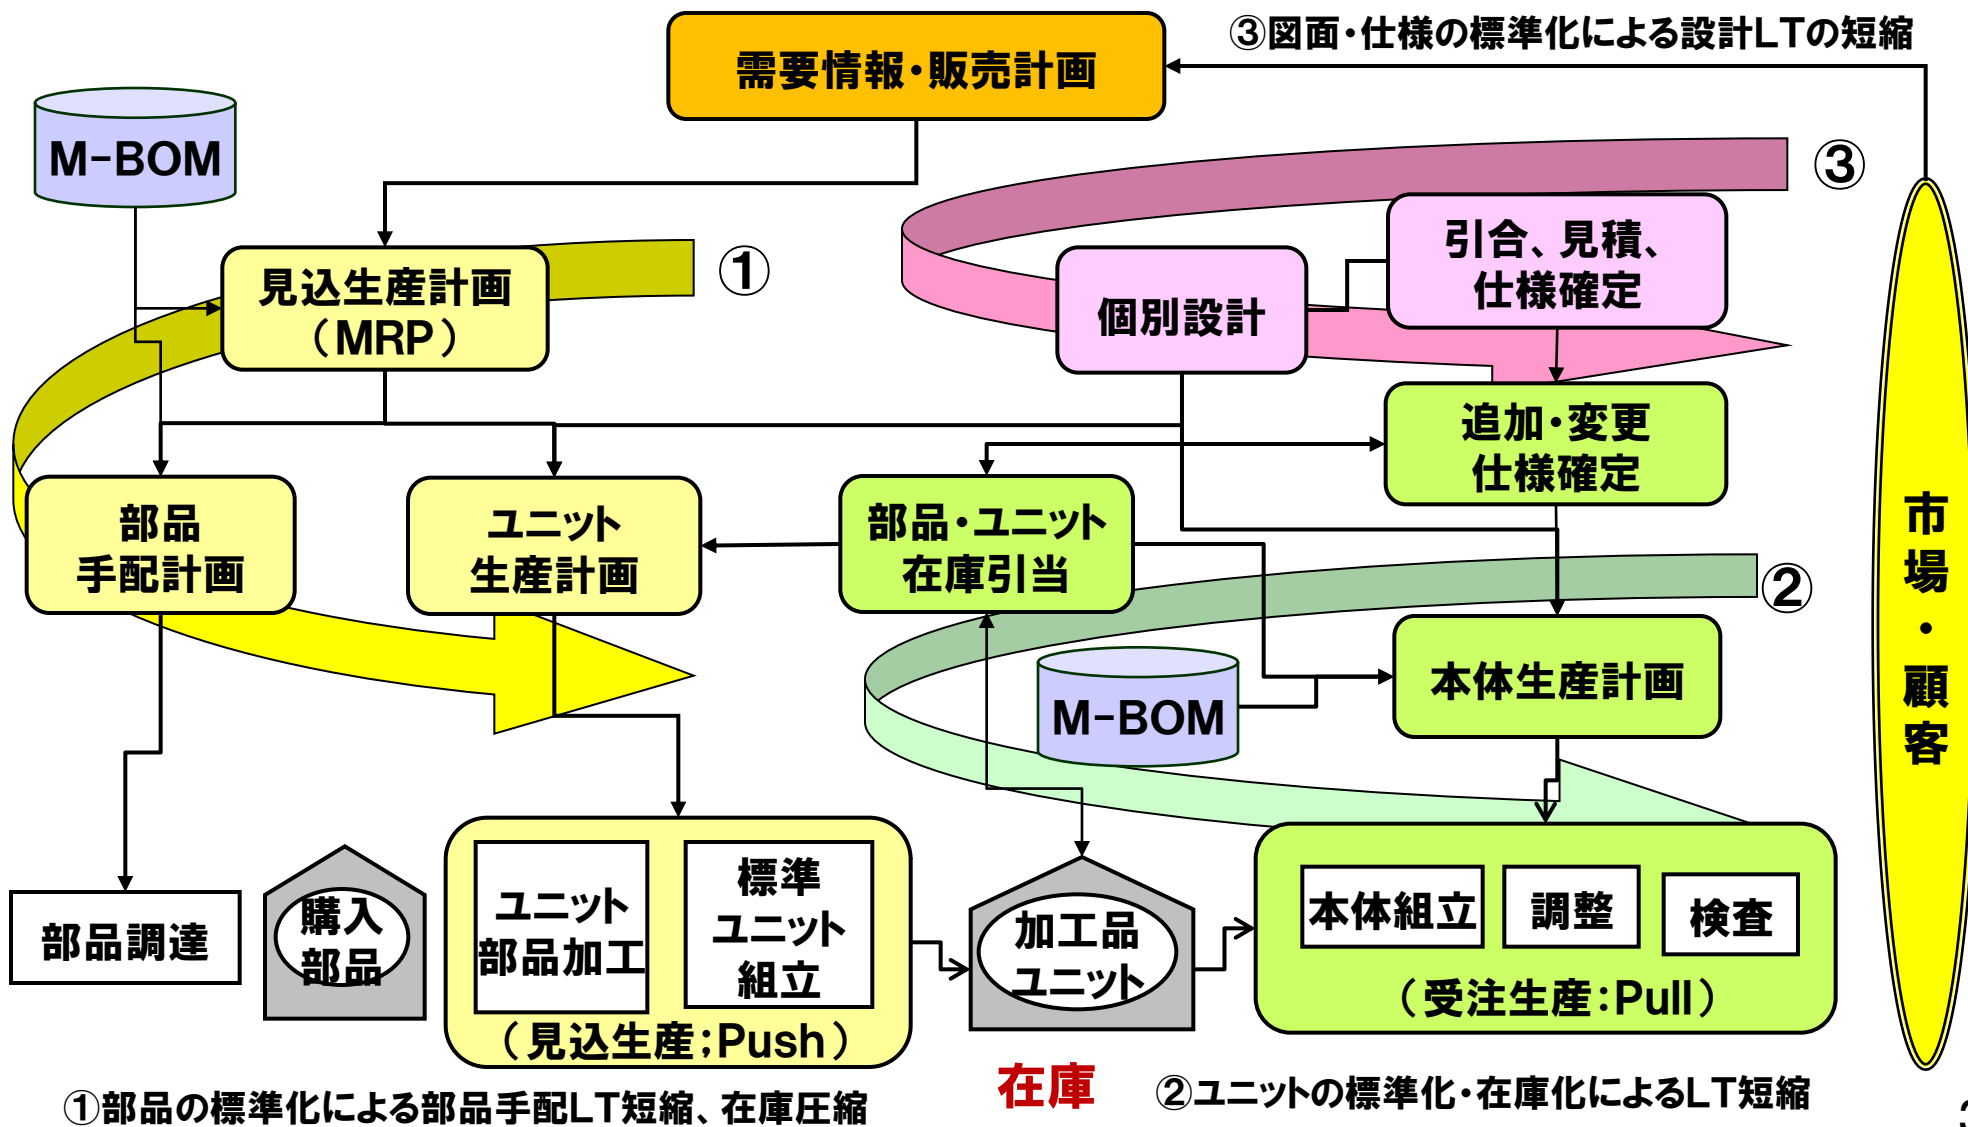 ③図面・仕様の標準化による設計LTの短縮
需要情報・販売計画
M-BOM
③
①
引合、見積、
仕様確定
見込生産計画
（MRP）
個別設計
追加・変更
仕様確定
部品
手配計画
ユニット
生産計画
部品・ユニット
在庫引当
②
市
場
・
顧
客
本体生産計画
M-BOM
部品調達
購入
部品
ユニット
部品加工
標準
ユニット
組立
（見込生産；Push）
加工品
ユニット
本体組立
調整
検査
（受注生産：Pull）
在庫
①部品の標準化による部品手配LT短縮、在庫圧縮
②ユニットの標準化・在庫化によるLT短縮